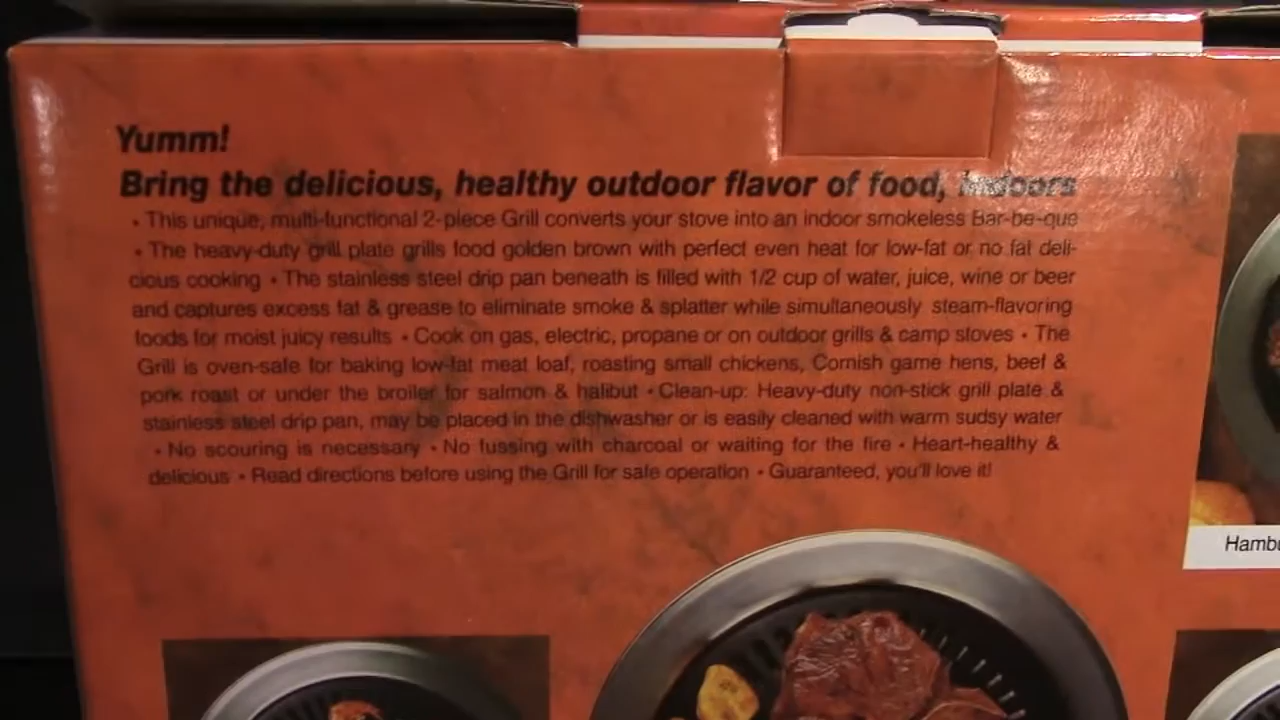 Yumm!
Bring the delicious, healthy outdoor flavor of food, indoors
• This unique, multi-functional 2-piece Grill converts your stove into an indoor smokeless Bar-be-que
• The heavy-duty grill plate grills food golden brown with perfect even heat for low-fat or no fat deli-
cious cooking • The stainless steel drip pan beneath is filled with 1/2 cup of water, juice, wine or beer
and captures excess fat & grease to eliminate smoke & splatter while simultaneously steam-flavoring
foods for moist juicy results • Cook on gas, electric, propane or on outdoor grills & camp stoves • The
Grill is oven-safe for baking low-fat meat loaf, roasting small chickens, Cornish game hens, beef &
pork roast or under the broiler for salmon & halibut • Clean-up: Heavy-duty non-stick grill plate &
stainless steel drip pan, may be placed in the dishwasher or is easily cleaned with warm sudsy water
• No scouring is necessary • No fussing with charcoal or waiting for the fire • Heart-healthy &
delicious • Read directions before using the Grill for safe operation • Guaranteed, you'll love it!
Hambu